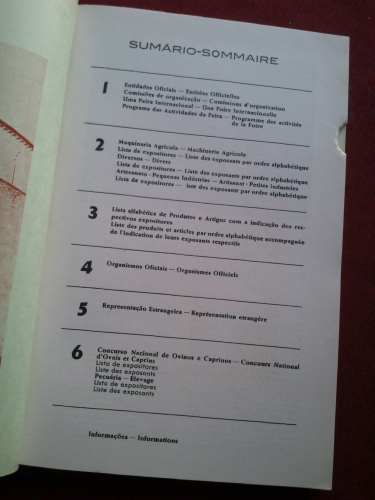 SUMÁRIO-SOMMAIRE
1
Entidades Oficiais — Entitées Officielles
Comissões de organização — Comissions d'organisation
Uma Feira Internacional — Une Foire Internacionalle
Programa das Actividades da Feira — Programme des activités
de la Foire
2
Maquinaria Agrícola — Machinerie Agricole
Lista de expositores — Liste des exposants par ordre alphabétique
Diversos — Divers
Lista de expositores — Liste des exposants par ordre alphabétique
Artesanato - Pequenas Indústrias — Artisanat - Petites Industries
Lista de expositores — iste des exposants par ordre alphabétique
3
Lista alfabética de Produtos e Artigos com a indicação dos res-
pectivos expositores
Liste des produits et articles par ordre alphabétique accompagnée
de l'indication de leurs exposants respectifs
4
Organismos Oficiais — Organismes Officiels
5
Representação Estrangeira — Représentation etrangère
6
Concurso Nacional de Ovinos e Caprinos — Concours National
d'Ovnis et Caprins
Lista de expositores
Liste des exposants
Pecuária — Élevage
Lista de expositores
Liste des exposants
Informações — Informations